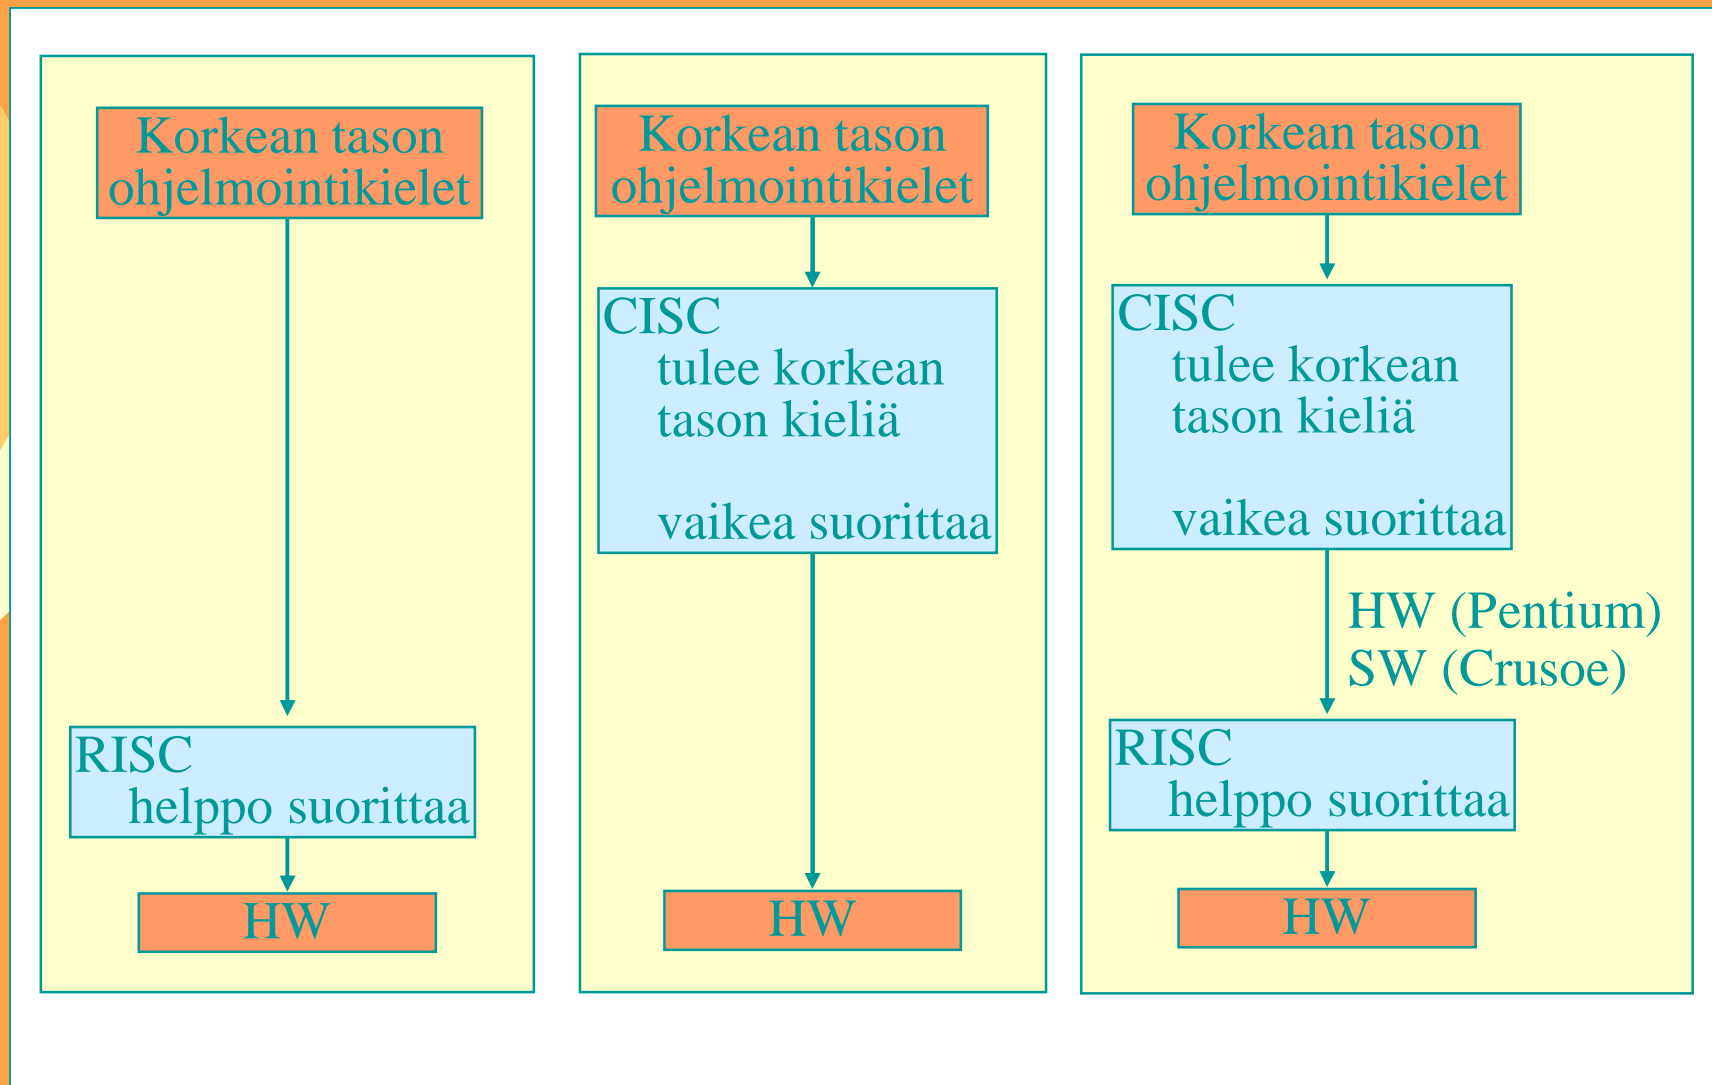 Korkean tason
ohjelmointikielet
RISC
helppo suorittaa
HW
Korkean tason
ohjelmointikielet
CISC
tulee korkean
tason kieliä
vaikea suorittaa
HW
Korkean tason
ohjelmointikielet
CISC
tulee korkean
tason kieliä
vaikea suorittaa
HW (Pentium)
SW (Crusoe)
RISC
helppo suorittaa
HW